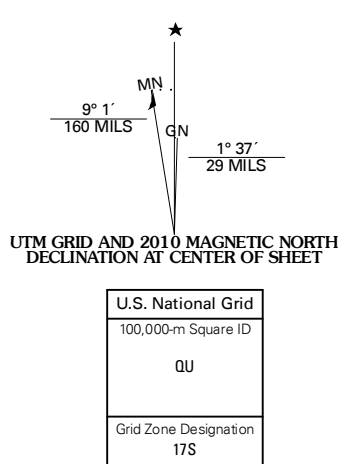 ★
MN
9° 1´
160 MILS
GN
1° 37´
29 MILS
UTM GRID AND 2010 MAGNETIC NORTH
DECLINATION AT CENTER OF SHEET
U.S. National Grid
100,000-m Square ID
QU
Grid Zone Designation
17S